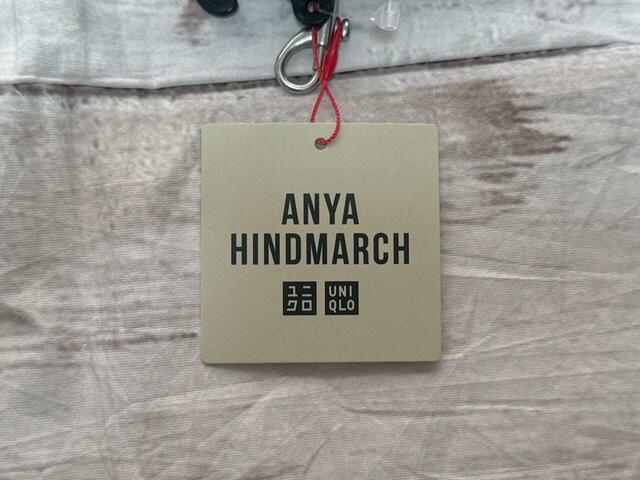 ANYA
HINDMARCH
ユニ UNI
クロ QLO